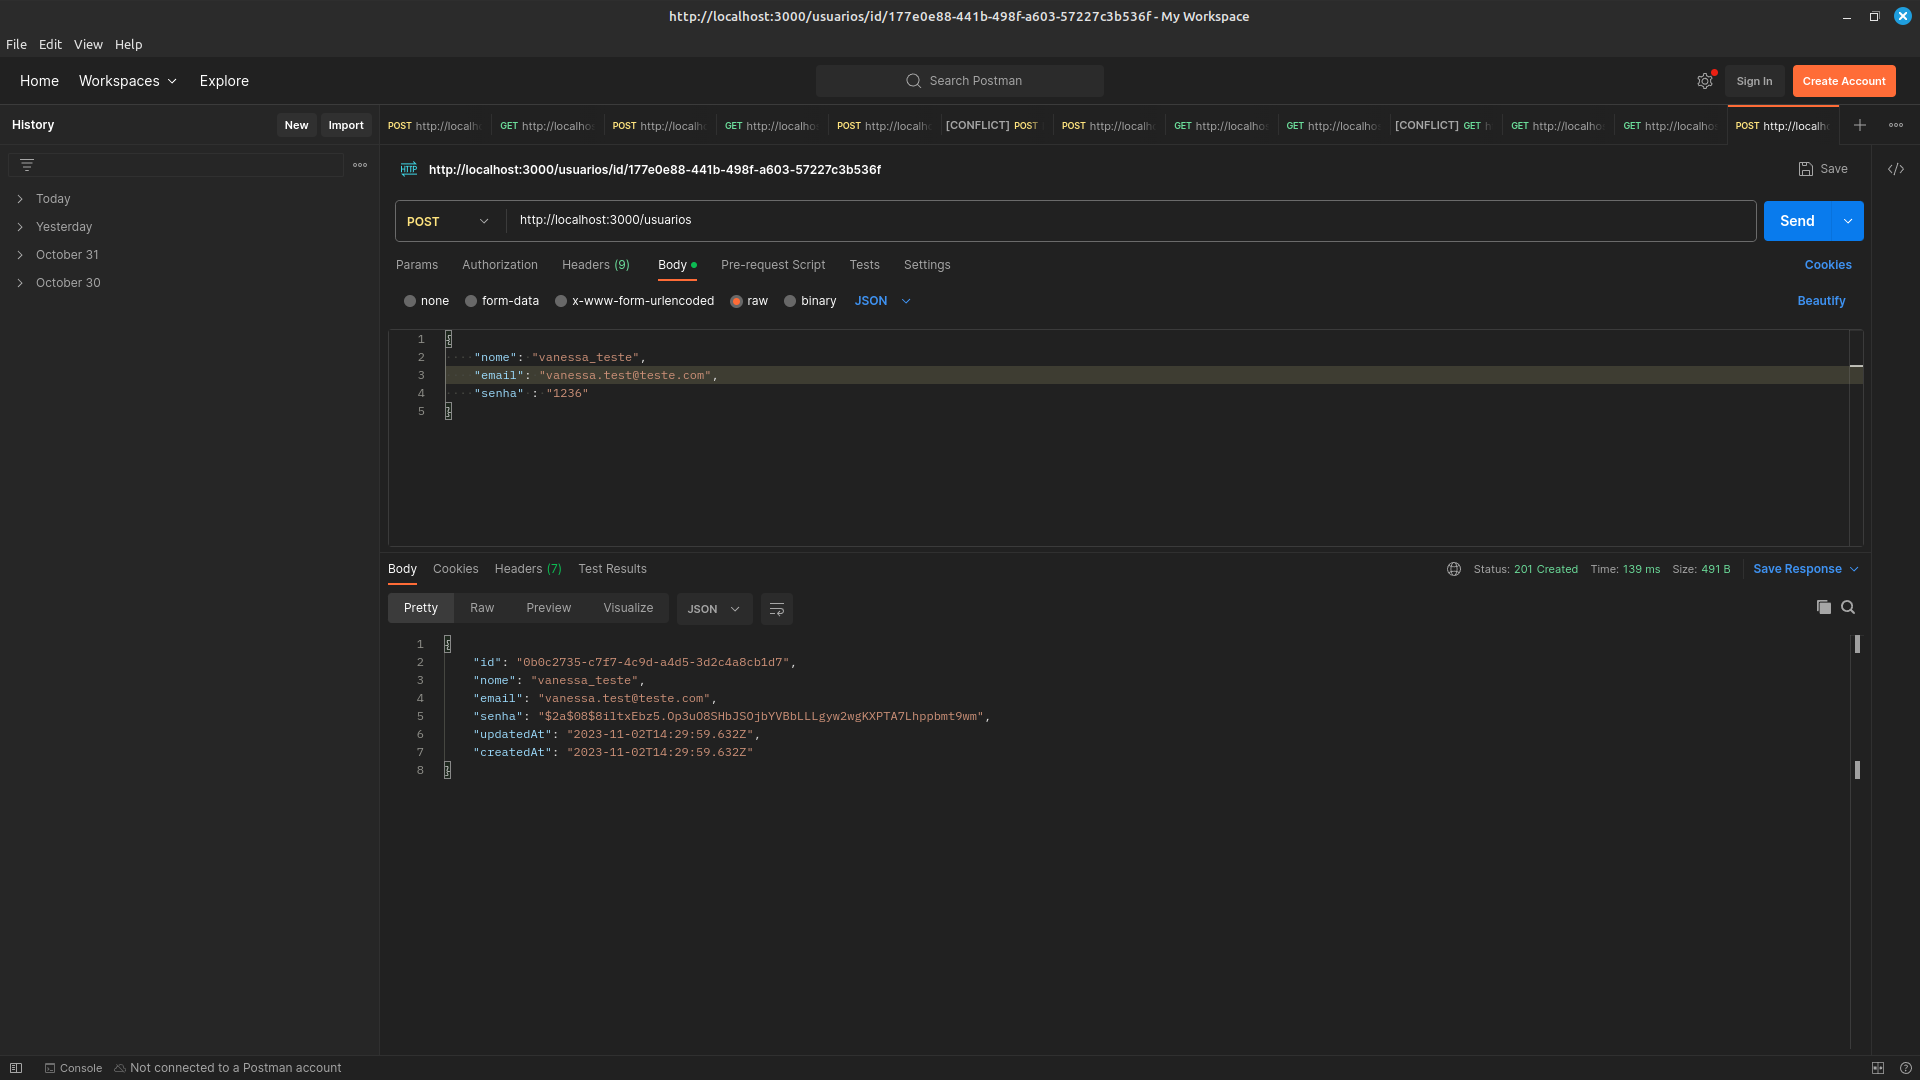 http://localhost:3000/usuarios/id/177e0e88-441b-498f-a603-57227c3b536f - My Workspace
File Edit View Help
Home Workspaces Explore Search Postman Sign In Create Account
History New Import
POST http://localh GET http://localho POST http://localh GET http://localho POST http://localh [CONFLICT] POST POST http://localh GET http://localho GET http://localho [CONFLICT] GET h GET http://localho GET http://localho POST http://localh
Today
Yesterday
October 31
October 30
HTTP http://localhost:3000/usuarios/id/177e0e88-441b-498f-a603-57227c3b536f Save </>
POST http://localhost:3000/usuarios Send
Params Authorization Headers (9) Body Pre-request Script Tests Settings Cookies
none form-data x-www-form-urlencoded raw binary JSON Beautify
1 {
2 "nome": "vanessa_teste",
3 "email": "vanessa.test@teste.com",
4 "senha" : "1236"
5 }
Body Cookies Headers (7) Test Results Status: 201 Created Time: 139 ms Size: 491 B Save Response
Pretty Raw Preview Visualize JSON
1 {
2 "id": "0b0c2735-c7f7-4c9d-a4d5-3d2c4a8cb1d7",
3 "nome": "vanessa_teste",
4 "email": "vanessa.test@teste.com",
5 "senha": "$2a$08$8iltxEbz5.Op3uO8SHbJSOjbYVBbLLLgyw2wgKXPTA7Lhppbmt9wm",
6 "updatedAt": "2023-11-02T14:29:59.632Z",
7 "createdAt": "2023-11-02T14:29:59.632Z"
8 }
Console Not connected to a Postman account